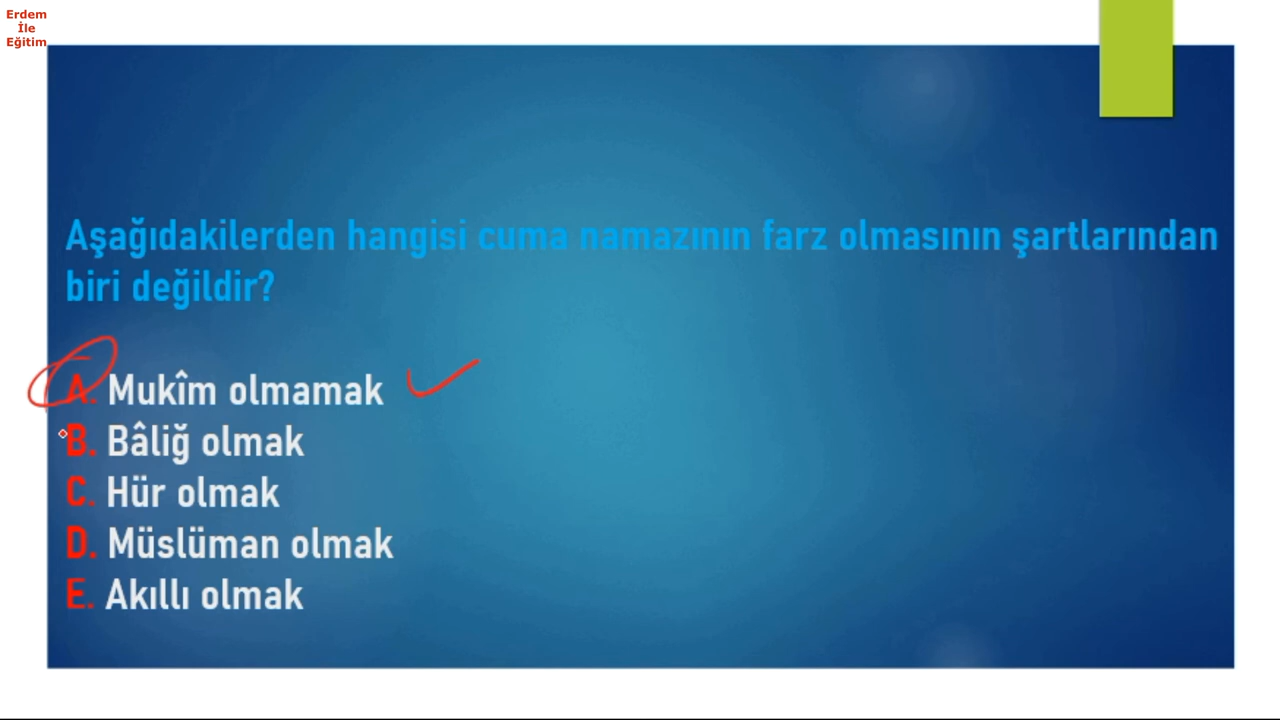 Erdem
İle
Eğitim
Aşağıdakilerden hangisi cuma namazının farz olmasının şartlarından
biri değildir?
A. Mukîm olmamak
B. Bâliğ olmak
C. Hür olmak
D. Müslüman olmak
E. Akıllı olmak